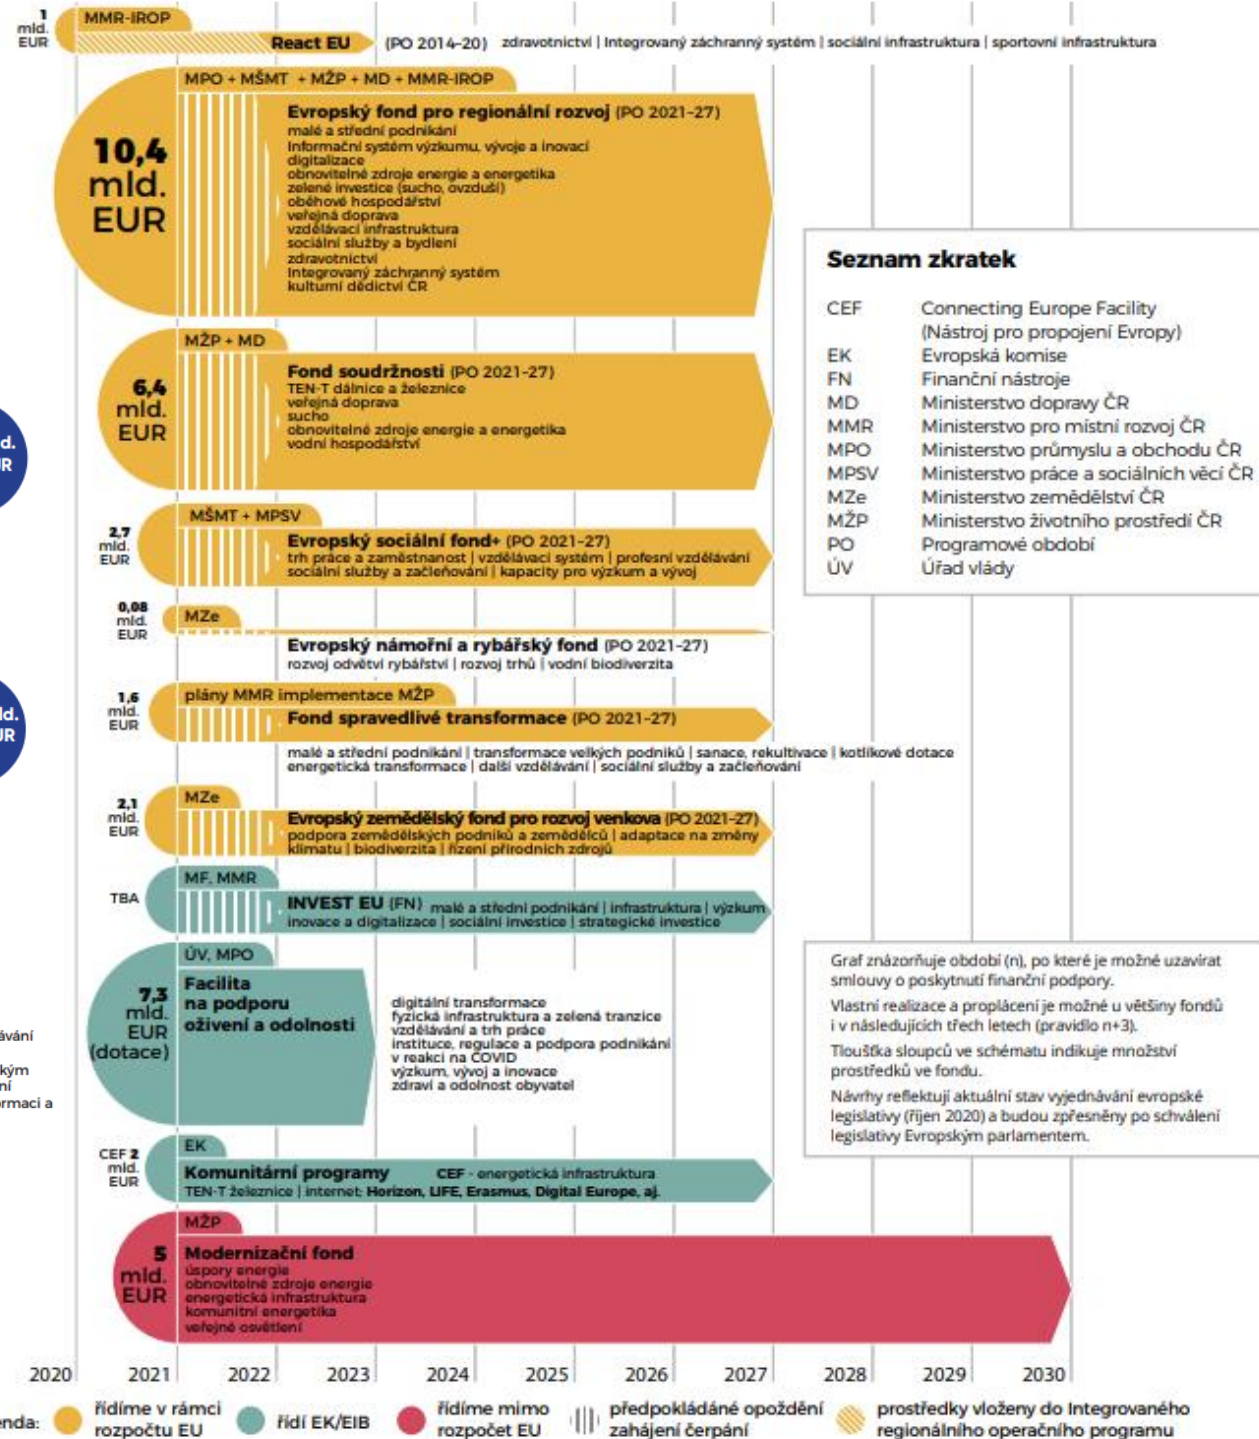 1
mld.
EUR
MMR-IROP
React EU (PO 2014–20) zdravotnictví | Integrovaný záchranný systém | sociální infrastruktura | sportovní infrastruktura
MPO + MŠMT + MŽP + MD + MMR-IROP
10,4
mld.
EUR
Evropský fond pro regionální rozvoj (PO 2021–27)
malé a střední podnikání
Informační systém výzkumu, vývoje a inovací
digitalizace
obnovitelné zdroje energie a energetika
zelené investice (sucho, ovzduší)
oběhové hospodářství
veřejná doprava
vzdělávací infrastruktura
sociální služby a bydlení
zdravotnictví
Integrovaný záchranný systém
kulturní dědictví ČR
MŽP + MD
6,4
mld.
EUR
Fond soudržnosti (PO 2021–27)
TEN-T dálnice a železnice
veřejná doprava
sucho
obnovitelné zdroje energie a energetika
vodní hospodářství
d.
R
MŠMT + MPSV
2,7
mld.
EUR
Evropský sociální fond+ (PO 2021–27)
trh práce a zaměstnanost | vzdělávací systém | profesní vzdělávání
sociální služby a začleňování | kapacity pro výzkum a vývoj
0,08
mld.
EUR
MZe
Evropský námořní a rybářský fond (PO 2021–27)
rozvoj odvětví rybářství | rozvoj trhů | vodní biodiverzita
ld.
UR
1,6
mld.
EUR
plány MMR implementace MŽP
Fond spravedlivé transformace (PO 2021–27)
malé a střední podnikání | transformace velkých podniků | sanace, rekultivace | kotlíkové dotace
energetická transformace | další vzdělávání | sociální služby a začleňování
2,1
mld.
EUR
MZe
Evropský zemědělský fond pro rozvoj venkova (PO 2021–27)
podpora zemědělských podniků a zemědělců | adaptace na změny
klimatu | biodiverzita | řízení přírodních zdrojů
TBA
MF, MMR
INVEST EU (FN) malé a střední podnikání | infrastruktura | výzkum
inovace a digitalizace | sociální investice | strategické investice
ÚV, MPO
7,3
mld.
EUR
(dotace)
Facilita
na podporu
oživení a odolnosti
digitální transformace
fyzická infrastruktura a zelená tranzice
vzdělávání a trh práce
instituce, regulace a podpora podnikání
v reakci na COVID
výzkum, vývoj a inovace
zdraví a odolnost obyvatel
ávání
kým
ní
ormaci a
CEF 2
mld.
EUR
EK
Komunitární programy CEF - energetická infrastruktura
TEN-T železnice | internet; Horizon, LIFE, Erasmus, Digital Europe, aj.
MŽP
5
mld.
EUR
Modernizační fond
úspory energie
obnovitelné zdroje energie
energetická infrastruktura
komunitní energetika
veřejné osvětlení
Seznam zkratek
CEF Connecting Europe Facility
(Nástroj pro propojení Evropy)
EK Evropská komise
FN Finanční nástroje
MD Ministerstvo dopravy ČR
MMR Ministerstvo pro místní rozvoj ČR
MPO Ministerstvo průmyslu a obchodu ČR
MPSV Ministerstvo práce a sociálních věcí ČR
MZe Ministerstvo zemědělství ČR
MŽP Ministerstvo životního prostředí ČR
PO Programové období
ÚV Úřad vlády
Graf znázorňuje období (n), po které je možné uzavírat
smlouvy o poskytnutí finanční podpory.
Vlastní realizace a proplácení je možné u většiny fondů
i v následujících třech letech (pravidlo n+3).
Tloušťka sloupců ve schématu indikuje množství
prostředků ve fondu.
Návrhy reflektují aktuální stav vyjednávání evropské
legislativy (říjen 2020) a budou zpřesněny po schválení
legislativy Evropským parlamentem.
2020 2021 2022 2023 2024 2025 2026 2027 2028 2029 2030
enda:
řídíme v rámci
rozpočtu EU
řídí EK/EIB
řídíme mimo
rozpočet EU
předpokládáné opoždění
zahájení čerpání
prostředky vloženy do Integrovaného
regionálního operačního programu